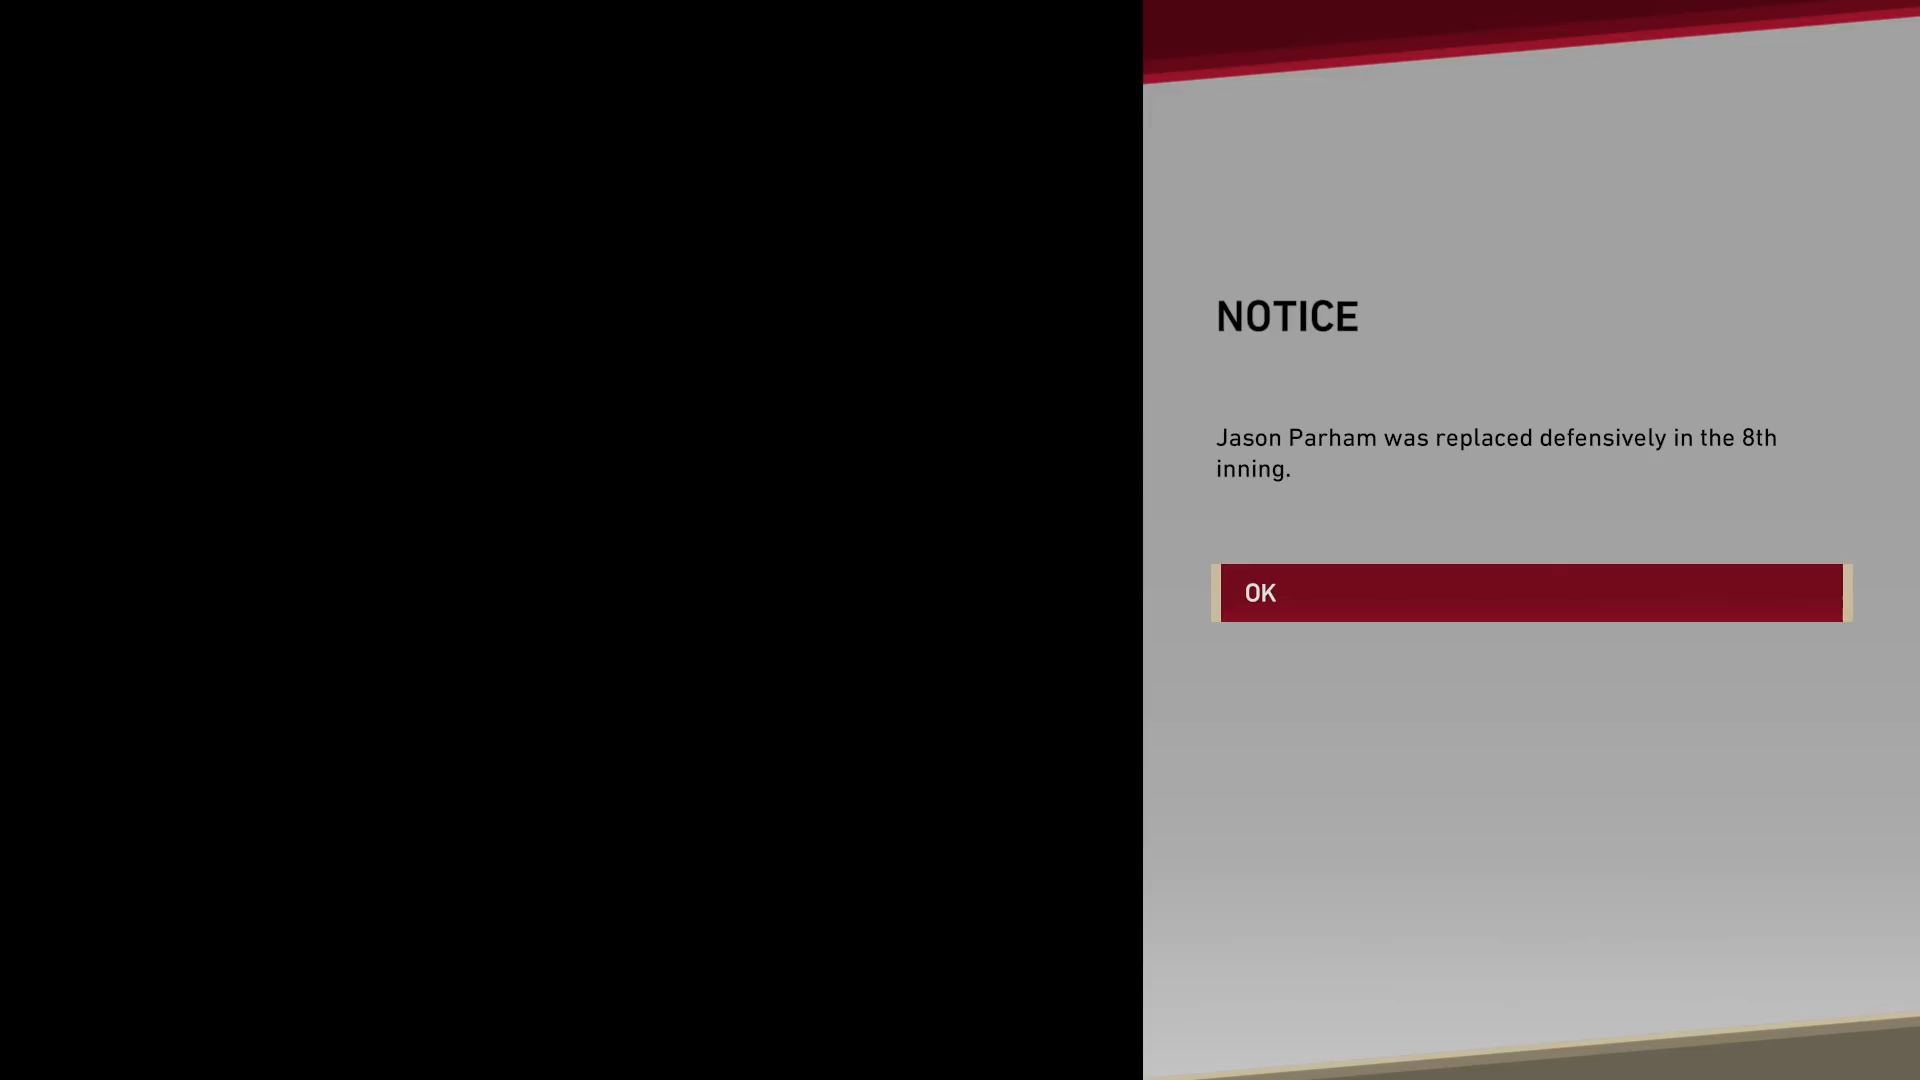 NOTICE
Jason Parham was replaced defensively in the 8th
inning.
OK